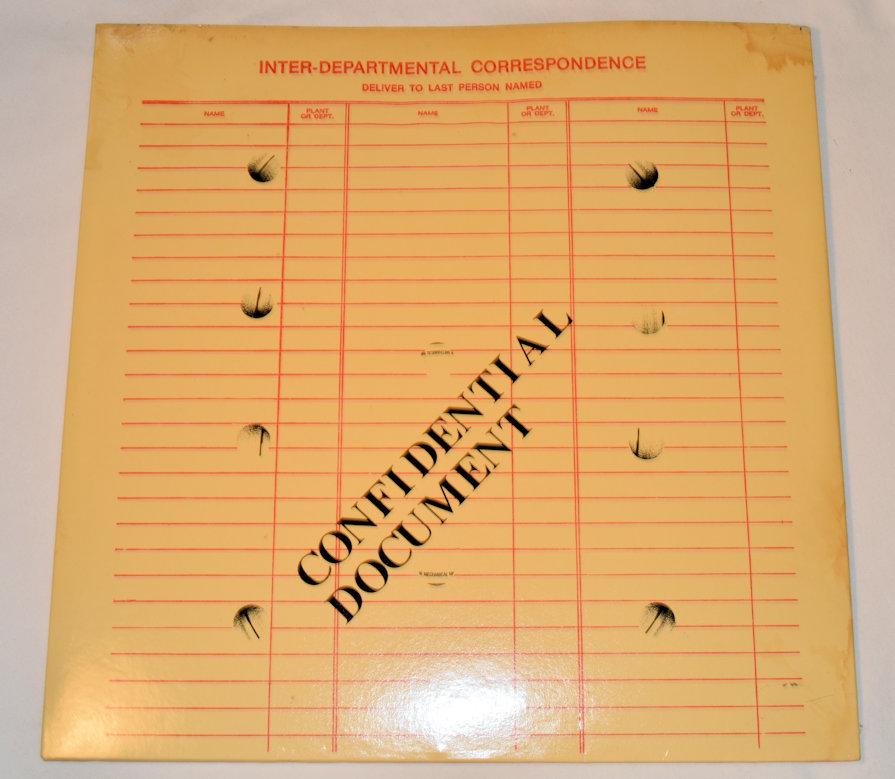 INTER-DEPARTMENTAL CORRESPONDENCE
DELIVER TO LAST PERSON NAMED
NAME
PLANT
OR DEPT.
NAME
PLANT
OR DEPT.
NAME
PLANT
OR DEPT.
CONFIDENTIAL
DOCUMENT
MECHANICAL